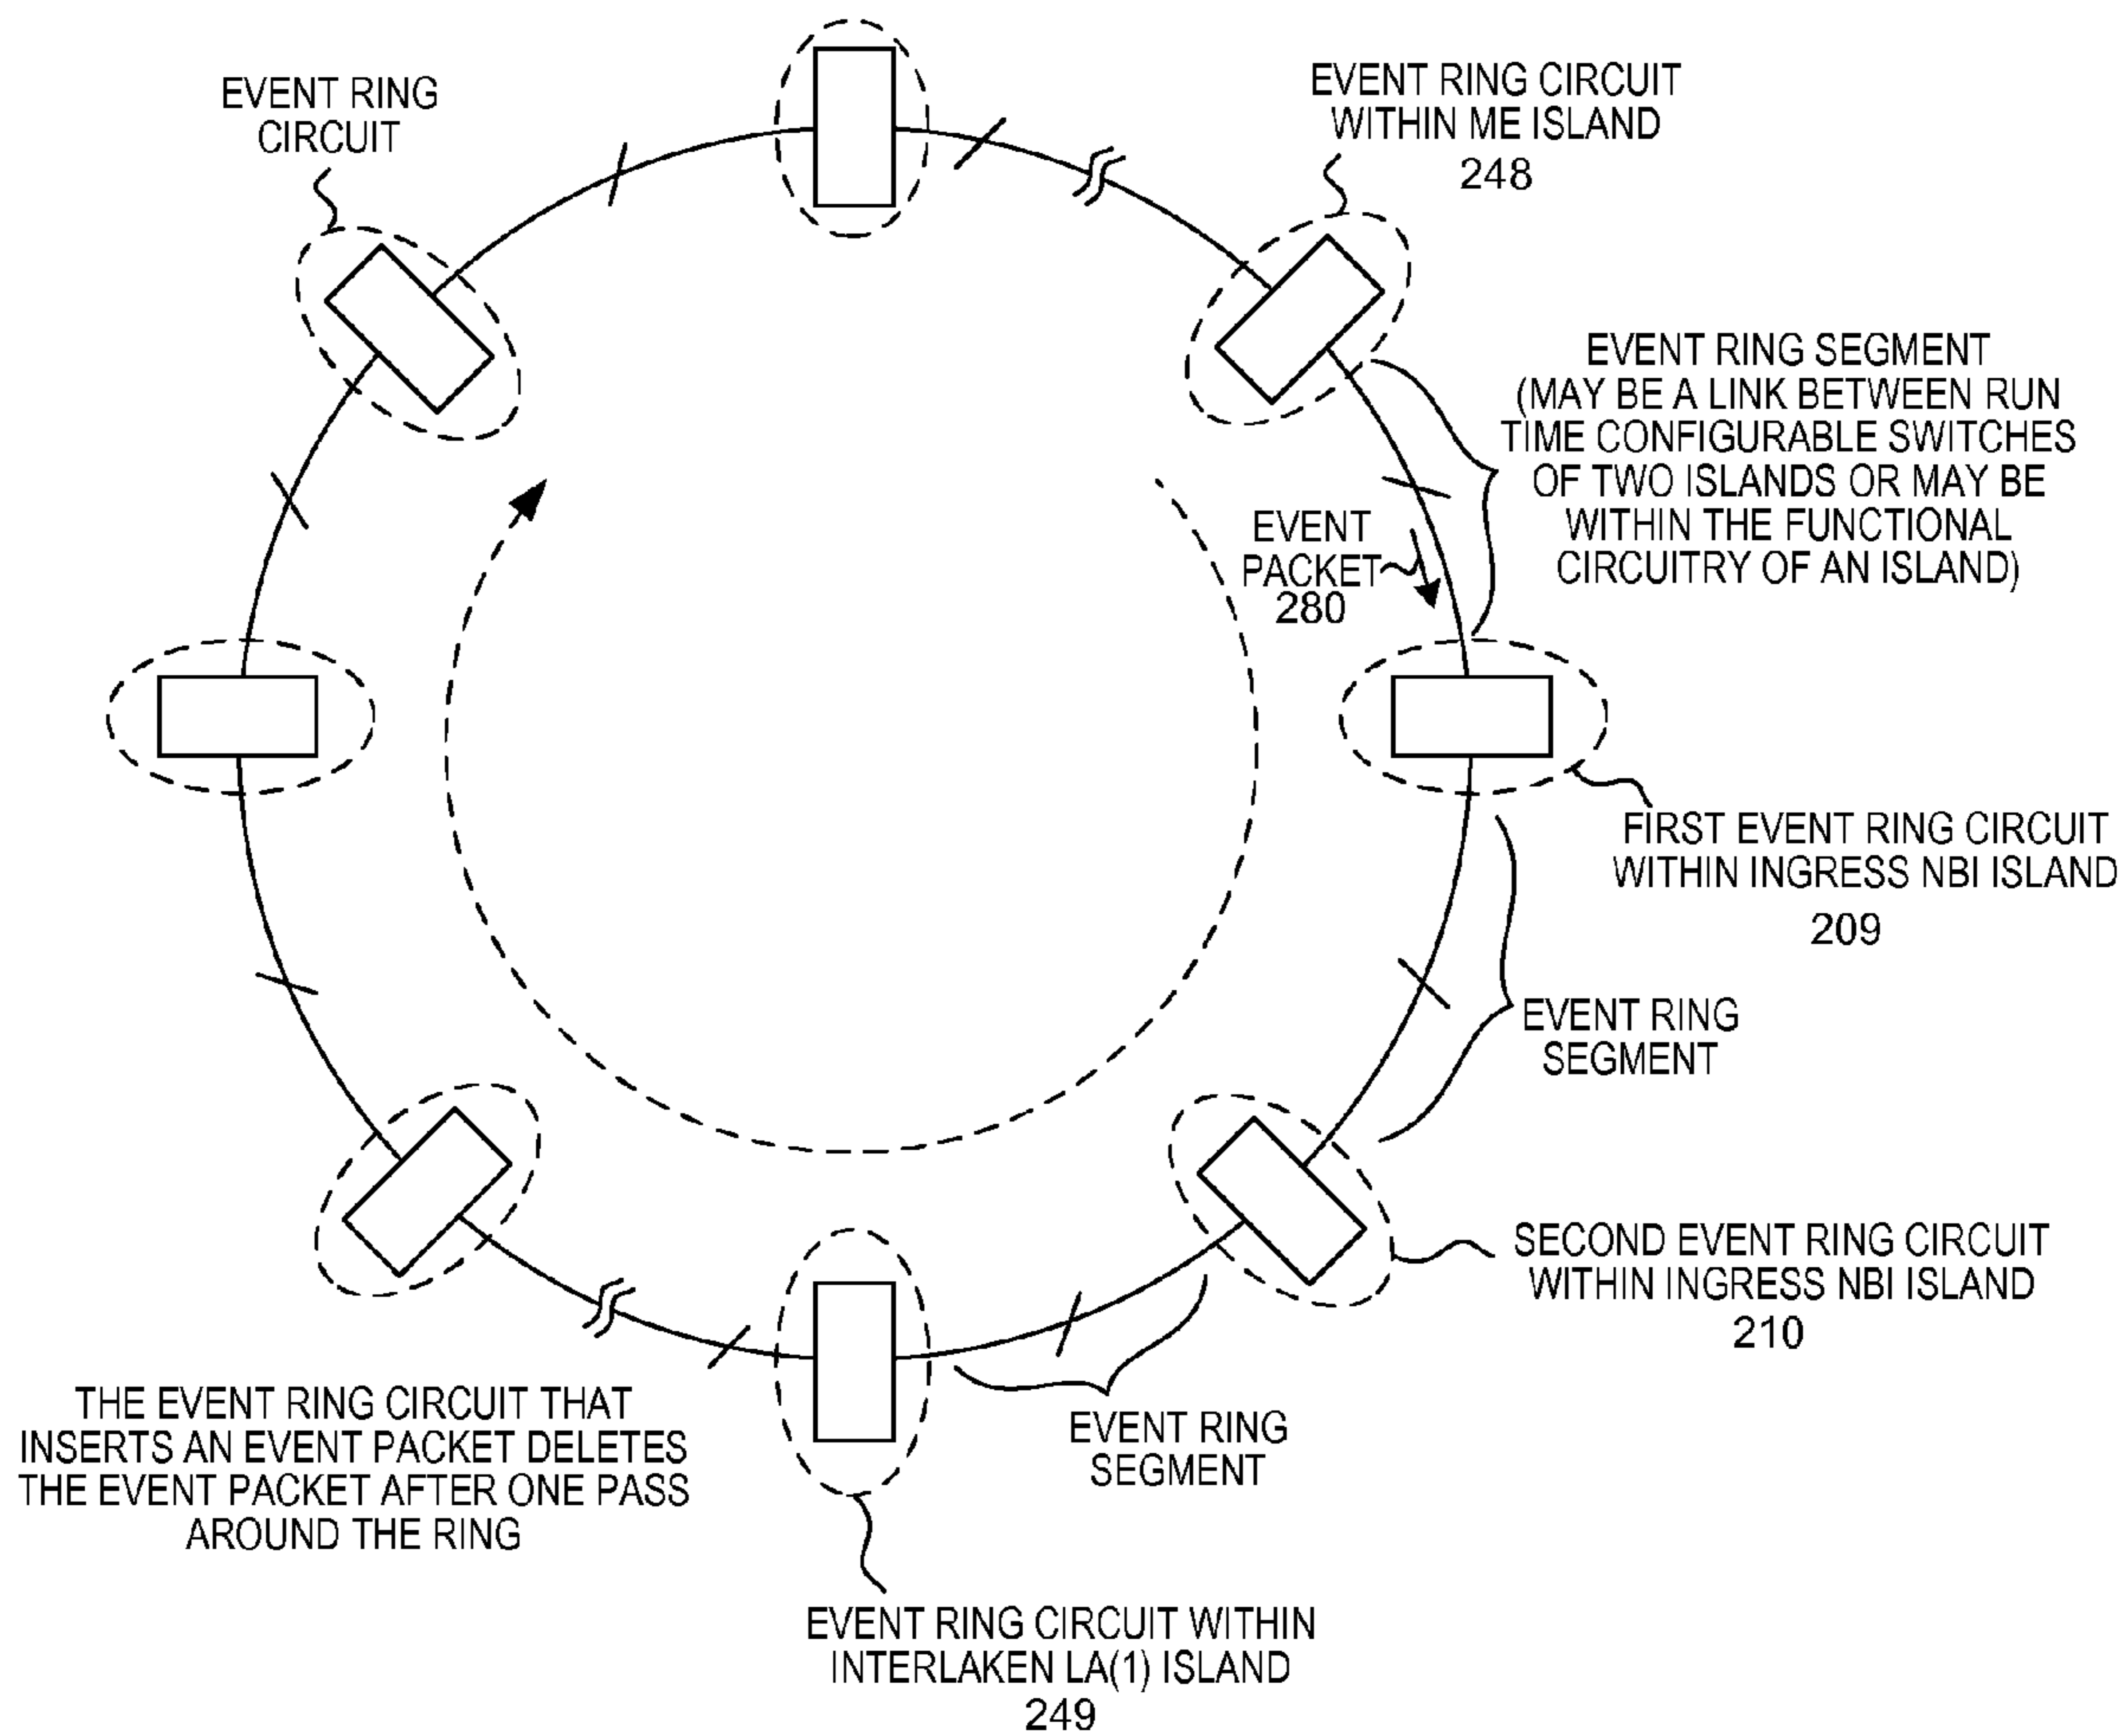 EVENT RING
CIRCUIT
EVENT RING CIRCUIT
WITHIN ME ISLAND
248
EVENT RING SEGMENT
(MAY BE A LINK BETWEEN RUN
TIME CONFIGURABLE SWITCHES
OF TWO ISLANDS OR MAY BE
WITHIN THE FUNCTIONAL
CIRCUITRY OF AN ISLAND)
EVENT
PACKET
280
FIRST EVENT RING CIRCUIT
WITHIN INGRESS NBI ISLAND
209
EVENT RING
SEGMENT
SECOND EVENT RING CIRCUIT
WITHIN INGRESS NBI ISLAND
210
EVENT RING
SEGMENT
THE EVENT RING CIRCUIT THAT
INSERTS AN EVENT PACKET DELETES
THE EVENT PACKET AFTER ONE PASS
AROUND THE RING
EVENT RING CIRCUIT WITHIN
INTERLAKEN LA(1) ISLAND
249